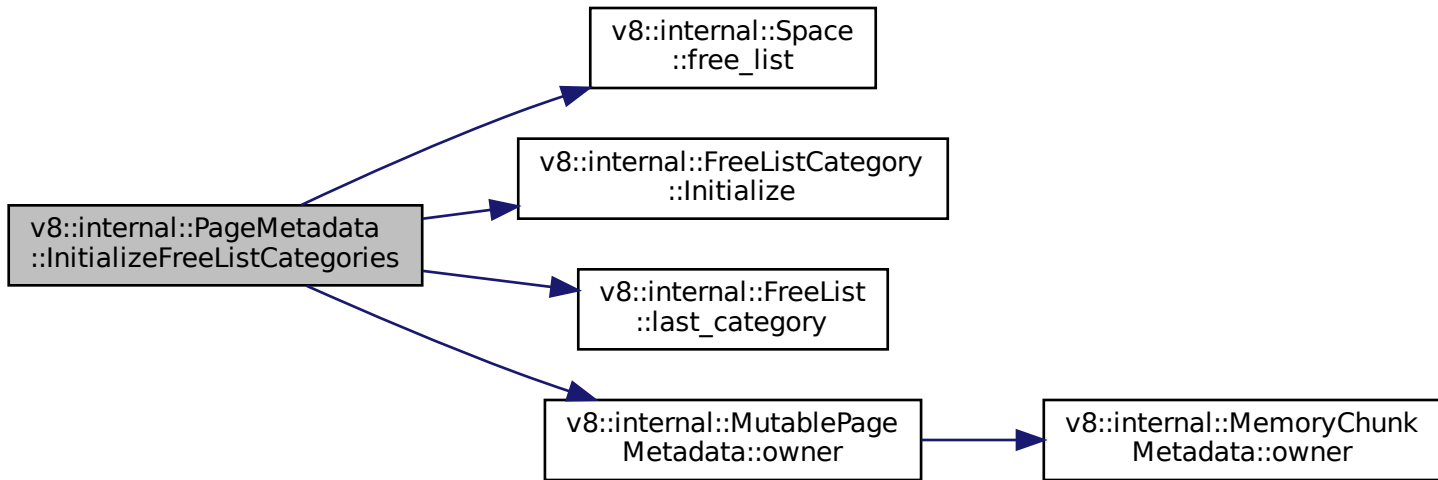 v8::internal::PageMetadata
::InitializeFreeListCategories
v8::internal::Space
::free_list
v8::internal::FreeListCategory
::Initialize
v8::internal::FreeList
::last_category
v8::internal::MutablePage
Metadata::owner
v8::internal::MemoryChunk
Metadata::owner